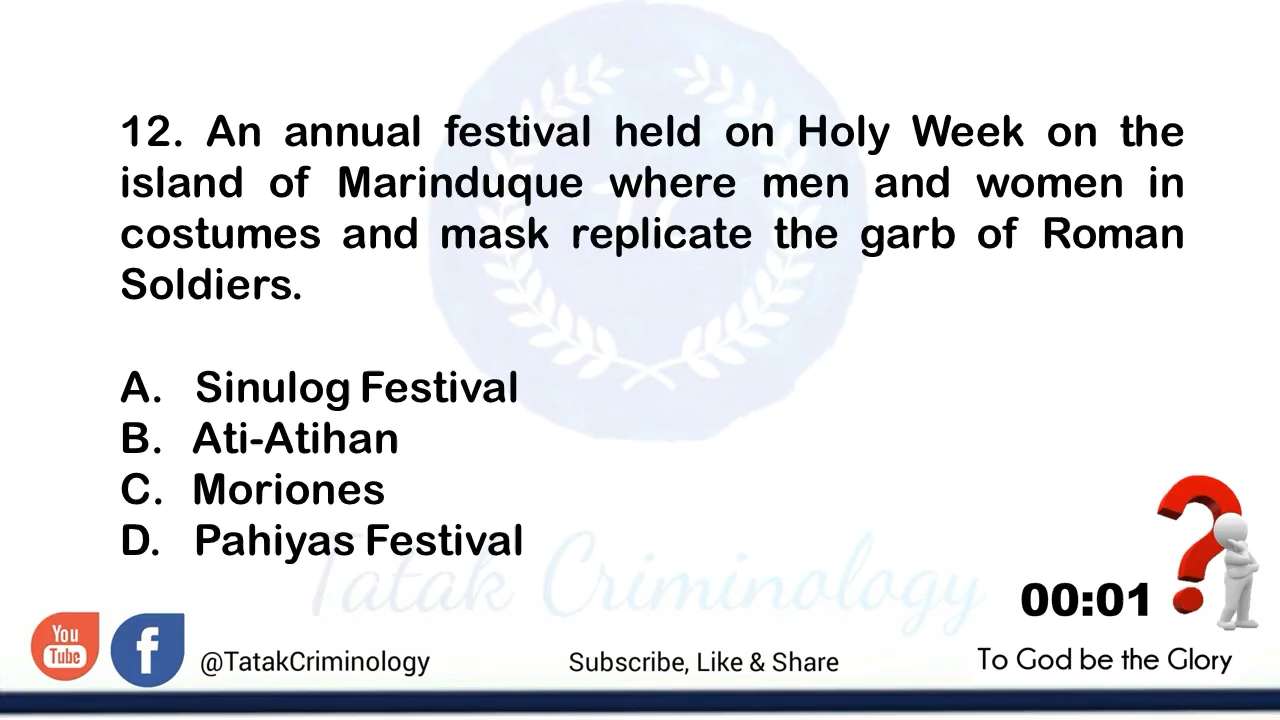 12. An annual festival held on Holy Week on the
island of Marinduque where men and women in
costumes and mask replicate the garb of Roman
Soldiers.
A. Sinulog Festival
B. Ati-Atihan
C. Moriones
D. Pahiyas Festival
Tatak Criminology
00:01
You
Tube
f
@TatakCriminology
Subscribe, Like & Share
To God be the Glory